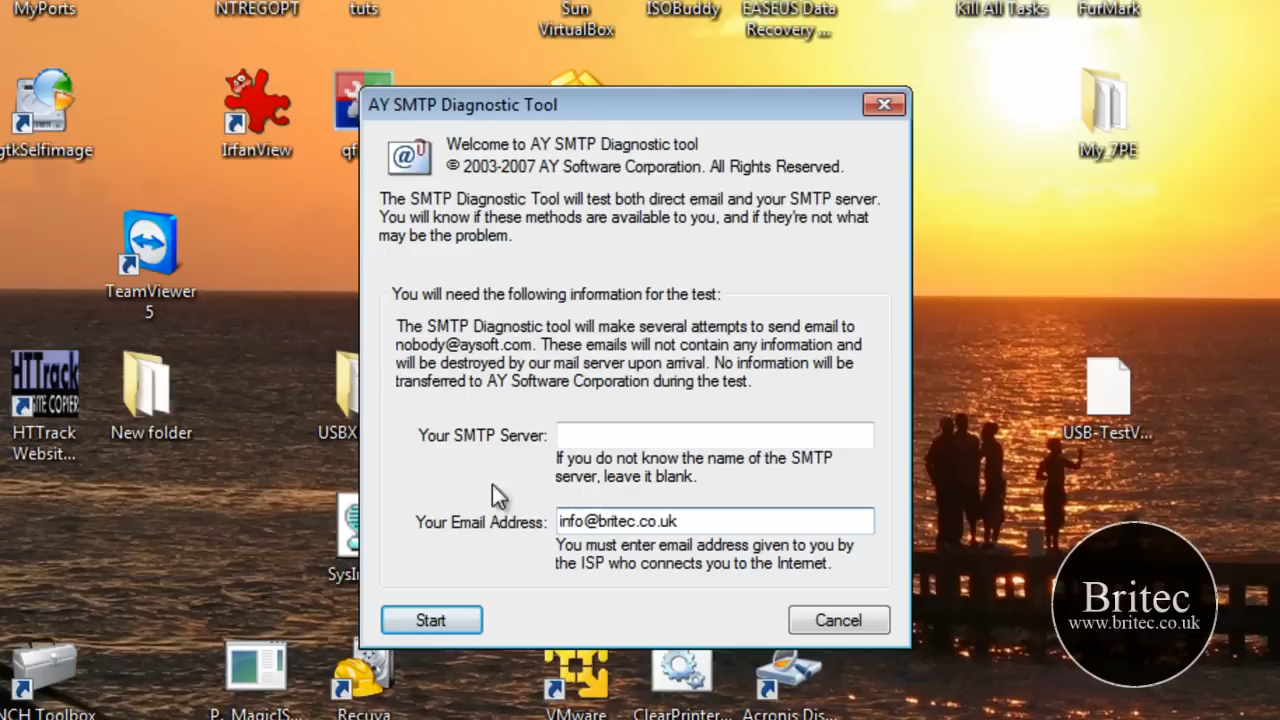 MyPorts
NTREGOPT
tuts
Sun
VirtualBox
ISOBuddy
EASEUS Data
Recovery ...
Kill All Tasks
FurMark
gtkSelfimage
IrfanView
My_7PE
AY SMTP Diagnostic Tool
Welcome to AY SMTP Diagnostic tool
© 2003-2007 AY Software Corporation. All Rights Reserved.
The SMTP Diagnostic Tool will test both direct email and your SMTP server.
You will know if these methods are available to you, and if they're not what
may be the problem.
You will need the following information for the test:
The SMTP Diagnostic tool will make several attempts to send email to
nobody@aysoft.com. These emails will not contain any information and
will be destroyed by our mail server upon arrival. No information will be
transferred to AY Software Corporation during the test.
Your SMTP Server:
If you do not know the name of the SMTP
server, leave it blank.
Your Email Address:
info@britec.co.uk
You must enter email address given to you by
the ISP who connects you to the Internet.
Start
Cancel
TeamViewer
5
HTTrack
SITE COPIER
HTTrack
Websit...
New folder
USBX
USB-TestV...
SysIn
Britec
www.britec.co.uk
NCH Toolbox
P.. MagicIS...
Recuva
VMware
ClearPrinter...
Acronis Dis...